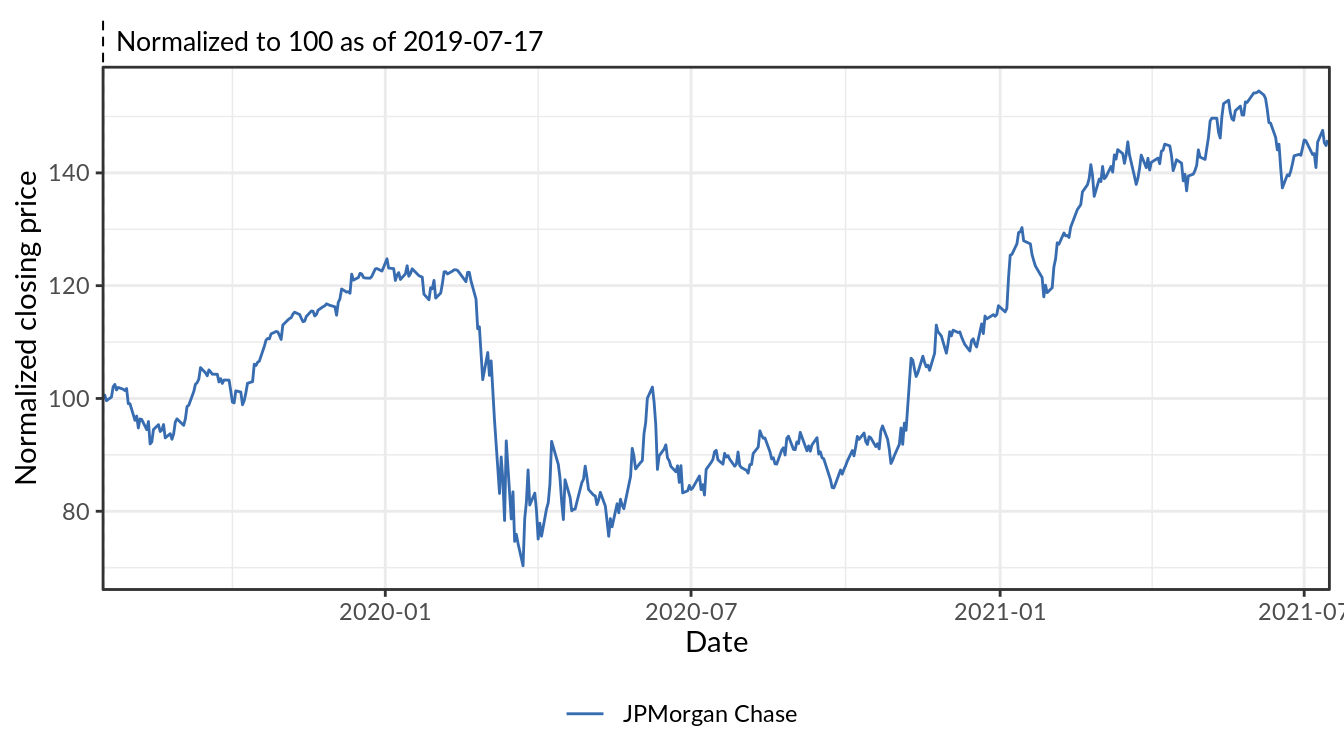 Normalized to 100 as of 2019-07-17
Normalized closing price
140
120
100
80
2020-01
2020-07
2021-01
2021-07
Date
JPMorgan Chase